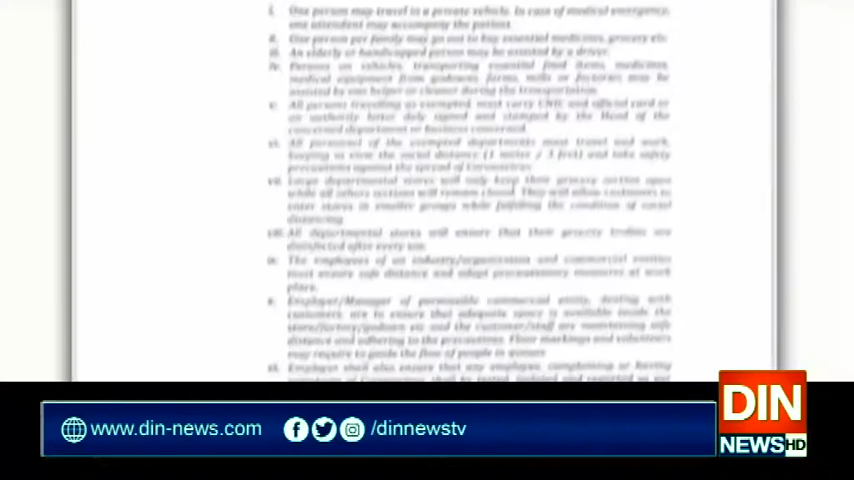 i. One person may travel in a private vehicle. In case of medical emergency,
one attendant may accompany the patient.
ii. One person per family may go out to buy essential medicines, grocery etc.
iii. An elderly or handicapped person may be assisted by a driver.
iv. Persons on vehicles, transporting essential food items, medicines,
medical equipment from godowns, farms, mills or factories may be
assisted by one helper or cleaner during the transportation.
v. All persons travelling as exempted must carry CNIC and official card or
an authority letter duly signed and stamped by the Head of the
concerned department or business concerned.
vi. All personnel of the exempted departments must travel and work,
keeping in view the social distance (1 meter / 3 feet) and take safety
precautions against the spread of Coronavirus.
vii. Large departmental stores will only keep their grocery section open
while all others sections will remain closed. They will allow customers to
enter stores in smaller groups while fulfilling the condition of social
distancing.
viii. All departmental stores will ensure that their grocery trolleys are
disinfected after every use.
ix. The employees of an industry/organization and commercial entities
must ensure safe distance and adopt precautionary measures at work
place.
x. Employer/Manager of permissible commercial entity, dealing with
customers are to ensure that adequate space is available inside the
store/factory/godown etc and the customer/staff are maintaining safe
distance and adhering to the precautions. Floor markings and volunteers
may require to guide the flow of people in
xi. Employer shall also ensure that any employee, complaining or having
www.din-news.com
/dinnewstv
DIN
NEWS HD